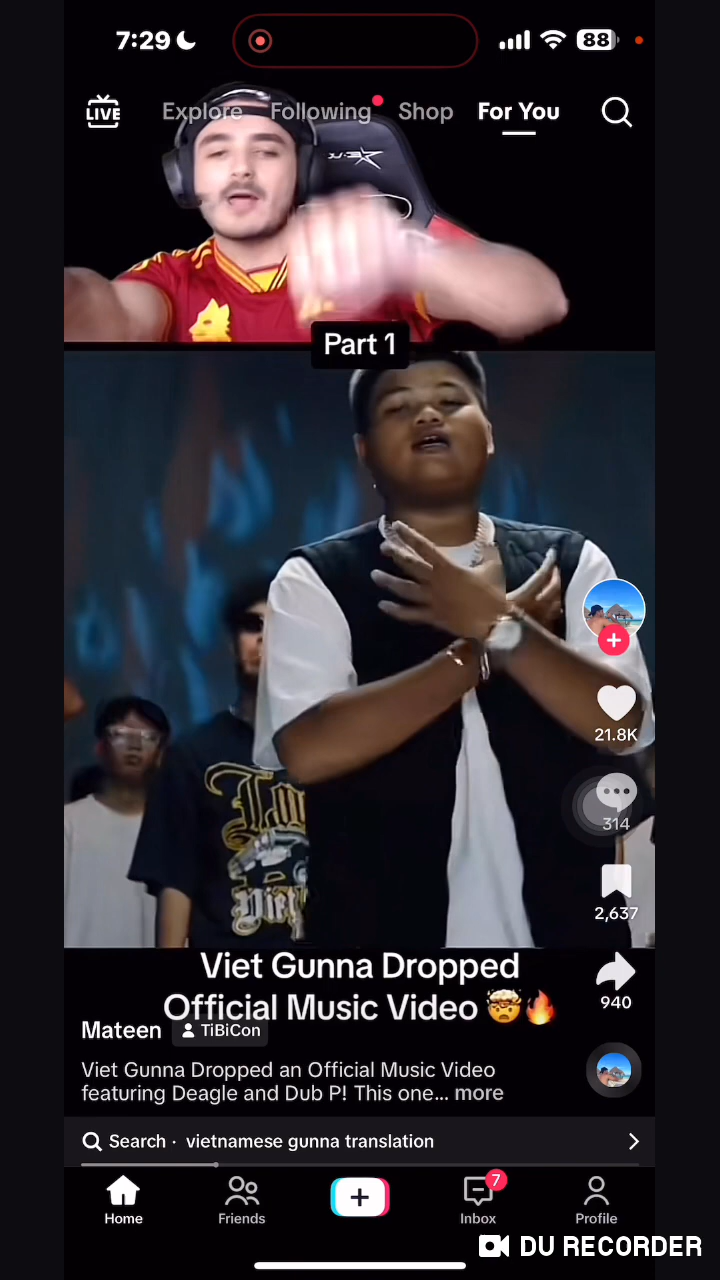 7:29
88
LIVE
Explore Following Shop For You
Part 1
21.8K
314
2,637
Viet Gunna Dropped
Official Music Video 🤯🔥
940
Mateen TiBiCon
Viet Gunna Dropped an Official Music Video
featuring Deagle and Dub P! This one... more
Search · vietnamese gunna translation
7
Home Friends Inbox Profile
DU RECORDER